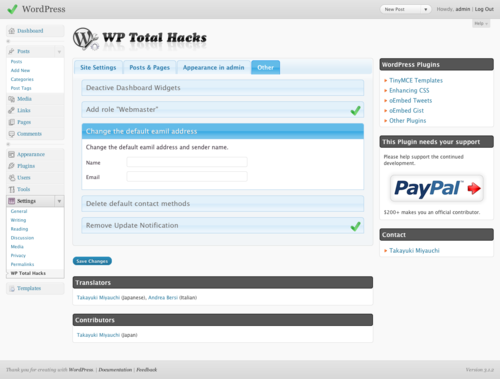 WordPress
New Post
Howdy, admin | Log Out
Help
Dashboard
Posts
Posts
Add New
Categories
Post Tags
Media
Links
Pages
Comments
Appearance
Plugins
Users
Tools
Settings
General
Writing
Reading
Discussion
Media
Privacy
Permalinks
WP Total Hacks
Templates
WP Total Hacks
Site Settings
Posts & Pages
Appearance in admin
Other
Deactive Dashboard Widgets
Add role "Webmaster"
Change the default eamil address
Change the default eamil address and sender name.
Name
Email
Delete default contact methods
Remove Update Notification
Save Changes
Translators
Takayuki Miyauchi (Japanese), Andrea Bersi (Italian)
Contributors
Takayuki Miyauchi (Japan)
WordPress Plugins
TinyMCE Templates
Enhancing CSS
oEmbed Tweets
oEmbed Gist
Other Plugins
This Plugin needs your support
Please help support the continued
development.
PayPal
$200+ makes you an official contributor.
Contact
Takayuki Miyauchi
Thank you for creating with WordPress | Documentation | Feedback